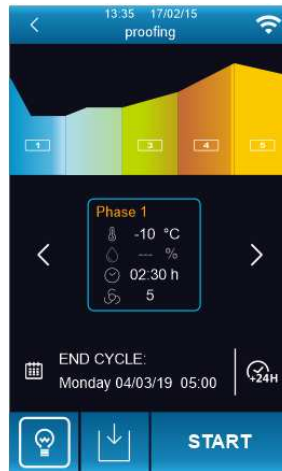 13:35 17/02/15
proofing
1 3 4 5
Phase 1
-10 °C
--- %
02:30 h
5
END CYCLE:
Monday 04/03/19 05:00
+24H
START